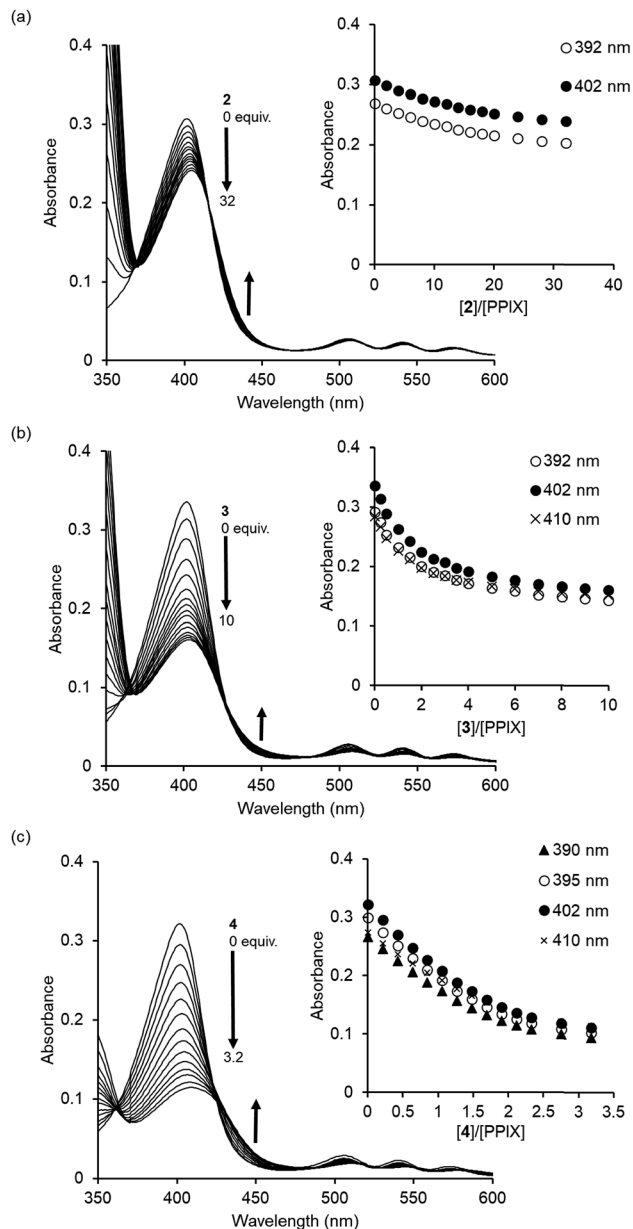 (a)
0.4
0.3
0.2
0.1
0
Absorbance
350
400
450
500
550
600
Wavelength (nm)
2
0 equiv.
32
0.4
0.3
0.2
0.1
0
Absorbance
0
10
20
30
40
[2]/[PPIX]
392 nm
402 nm
(b)
0.4
0.3
0.2
0.1
0
Absorbance
350
400
450
500
550
600
Wavelength (nm)
3
0 equiv.
10
0.4
0.3
0.2
0.1
0
Absorbance
0
2
4
6
8
10
[3]/[PPIX]
392 nm
402 nm
410 nm
(c)
0.4
0.3
0.2
0.1
0
Absorbance
350
400
450
500
550
600
Wavelength (nm)
4
0 equiv.
3.2
0.4
0.3
0.2
0.1
0
Absorbance
0
0.5
1
1.5
2
2.5
3
3.5
[4]/[PPIX]
390 nm
395 nm
402 nm
410 nm